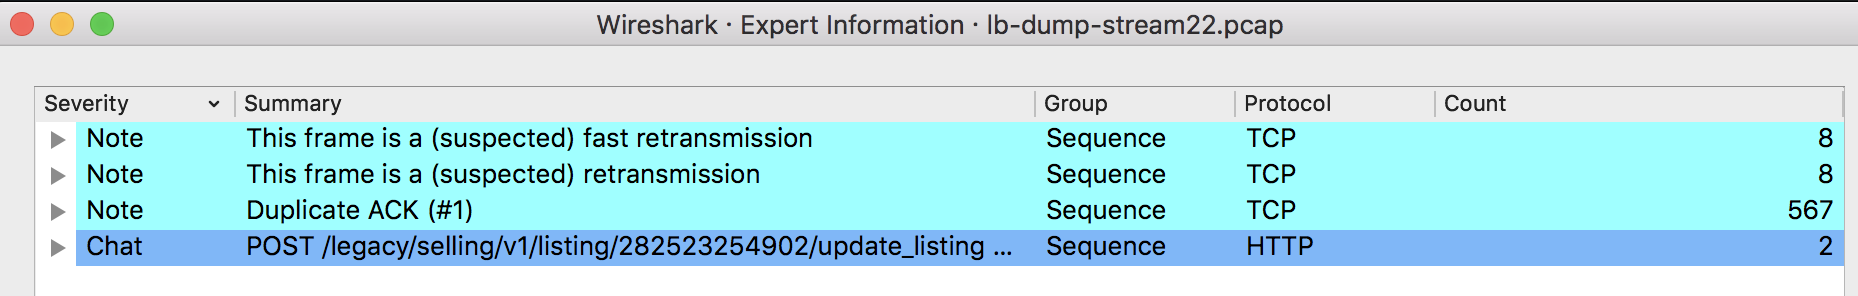 Wireshark · Expert Information · lb-dump-stream22.pcap
Severity Summary Group Protocol Count
Note This frame is a (suspected) fast retransmission Sequence TCP 8
Note This frame is a (suspected) retransmission Sequence TCP 8
Note Duplicate ACK (#1) Sequence TCP 567
Chat POST /legacy/selling/v1/listing/282523254902/update_listing ... Sequence HTTP 2